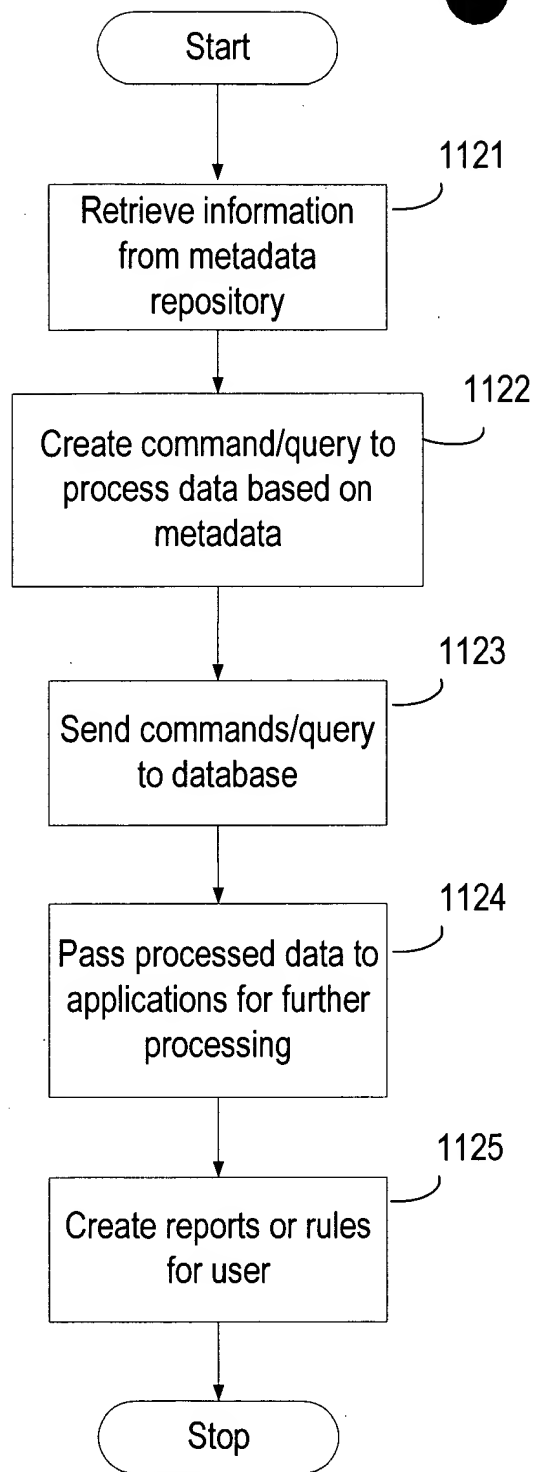 Start
1121
Retrieve information
from metadata
repository
1122
Create command/query to
process data based on
metadata
1123
Send commands/query
to database
1124
Pass processed data to
applications for further
processing
1125
Create reports or rules
for user
Stop